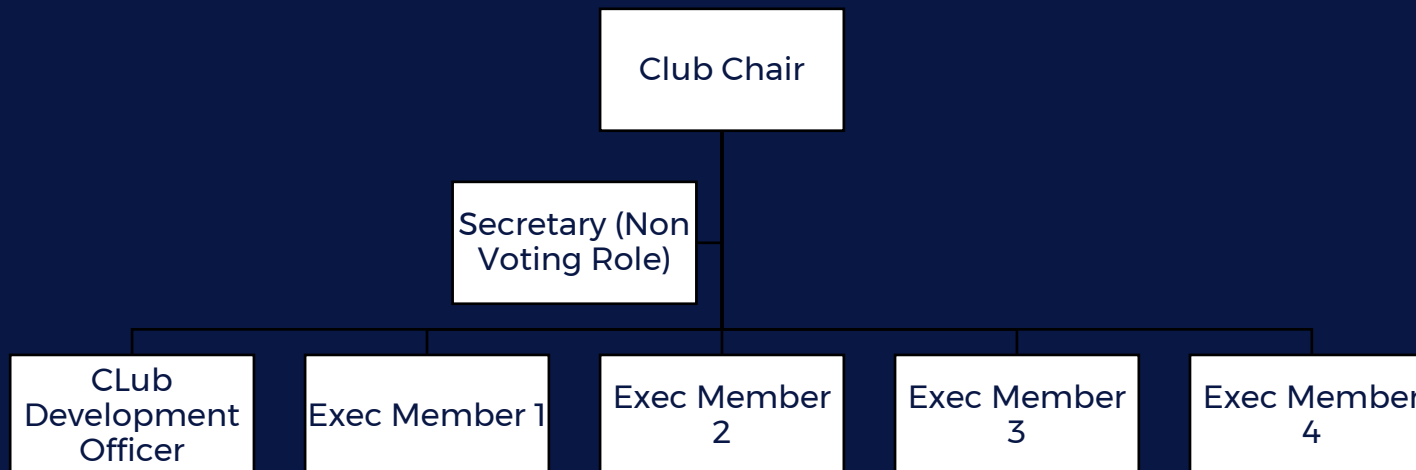 Club Chair
Secretary (Non
Voting Role)
CLub
Development
Officer
Exec Member 1
Exec Member
2
Exec Member
3
Exec Member
4